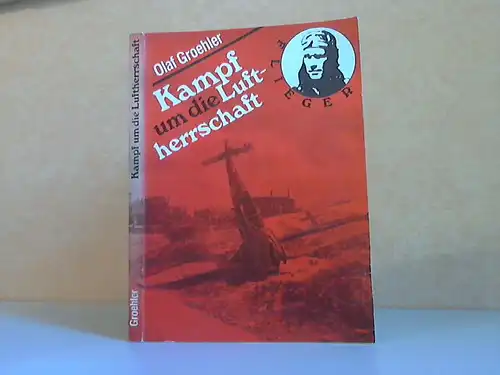 Olaf Groehler
Kampf
um die Luft-
herrschaft
FLIEGER
Kampf um die Luftherrschaft
Groehler